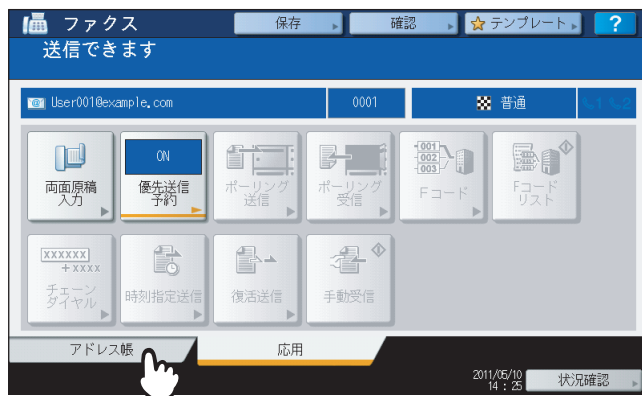 ファクス
保存
確認
テンプレート
?
送信できます
User001@example.com
0001
普通
1
2
両面原稿
入力
ON
優先送信
予約
ポーリング
送信
ポーリング
受信
001
002
003
Fコード
Fコード
リスト
XXXXXX
+XXXX
チェーン
ダイヤル
時刻指定送信
復活送信
手動受信
アドレス帳
応用
2011/05/10
14:25
状況確認